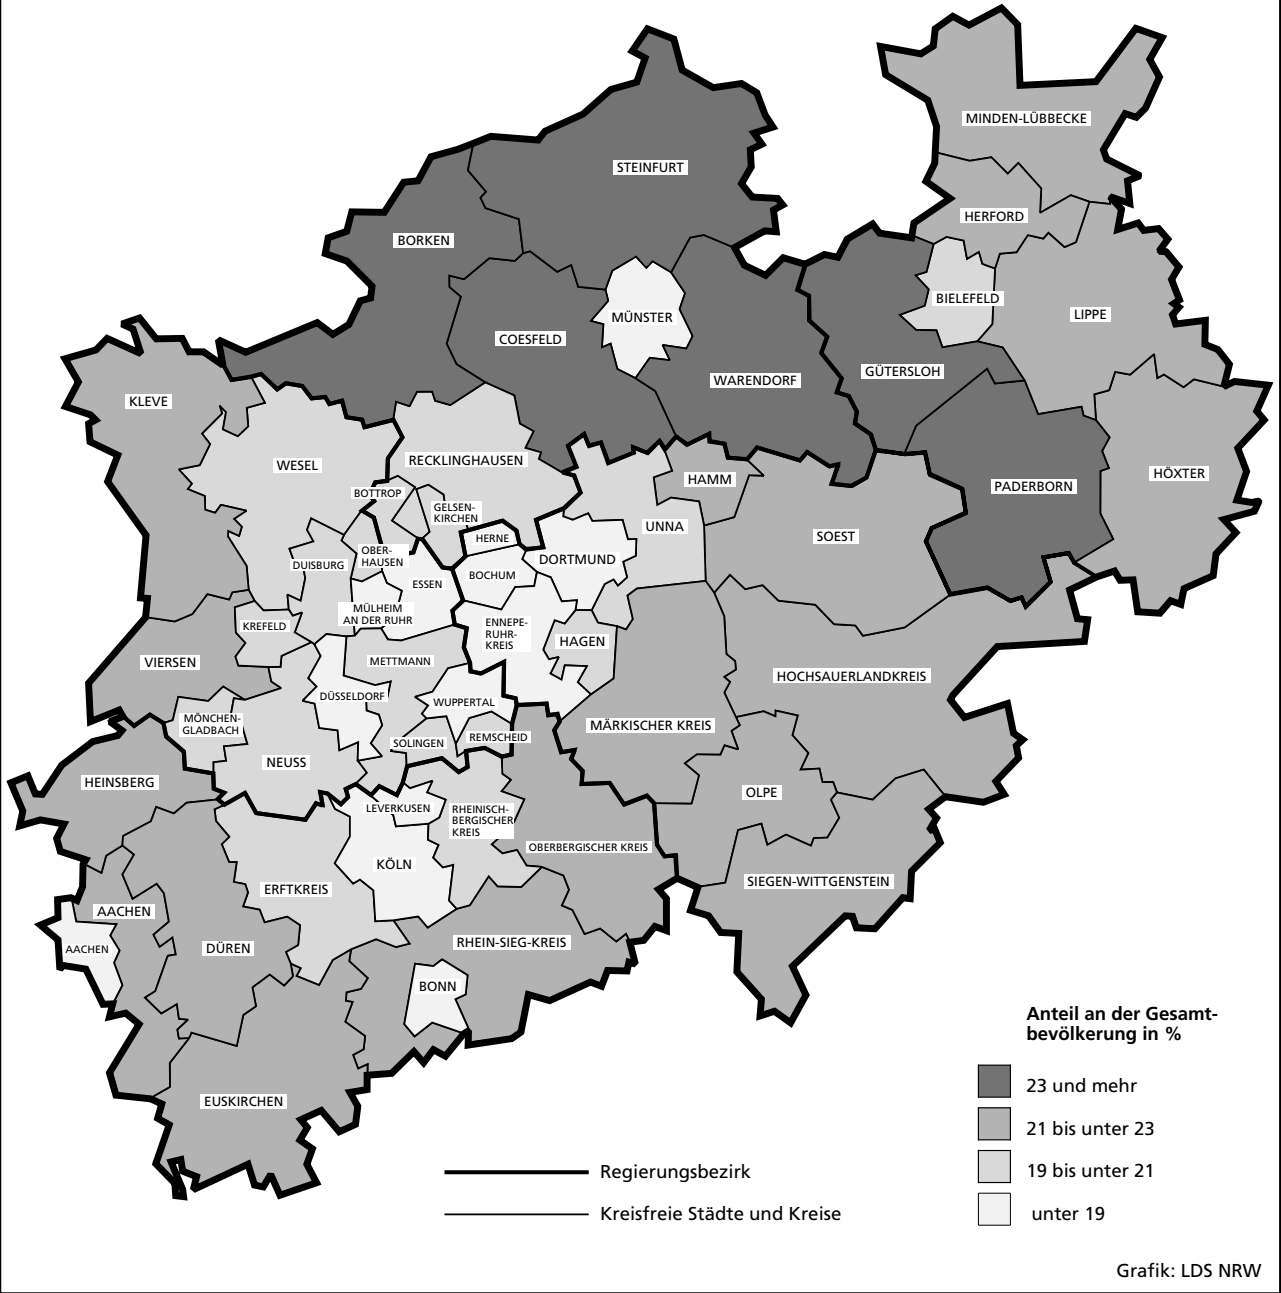 MINDEN-LÜBBECKE
STEINFURT
HERFORD
BORKEN
BIELEFELD
LIPPE
MÜNSTER
COESFELD
GÜTERSLOH
WARENDORF
KLEVE
RECKLINGHAUSEN
WESEL
HÖXTER
HAMM
PADERBORN
BOTTROP
GELSEN-
KIRCHEN
UNNA
SOEST
HERNE
OBER-
HAUSEN
DORTMUND
DUISBURG
BOCHUM
ESSEN
MÜLHEIM
AN DER RUHR
KREFELD
ENNEPE-
RUHR-
KREIS
HAGEN
VIERSEN
METTMANN
HOCHSAUERLANDKREIS
DÜSSELDORF
WUPPERTAL
MÖNCHEN-
GLADBACH
MÄRKISCHER KREIS
SOLINGEN
REMSCHEID
NEUSS
HEINSBERG
OLPE
LEVERKUSEN
RHEINISCH-
BERGISCHER
KREIS
OBERBERGISCHER KREIS
KÖLN
SIEGEN-WITTGENSTEIN
ERFTKREIS
AACHEN
RHEIN-SIEG-KREIS
AACHEN
DÜREN
BONN
EUSKIRCHEN
Anteil an der Gesamt-
bevölkerung in %
23 und mehr
21 bis unter 23
19 bis unter 21
unter 19
Regierungsbezirk
Kreisfreie Städte und Kreise
Grafik: LDS NRW